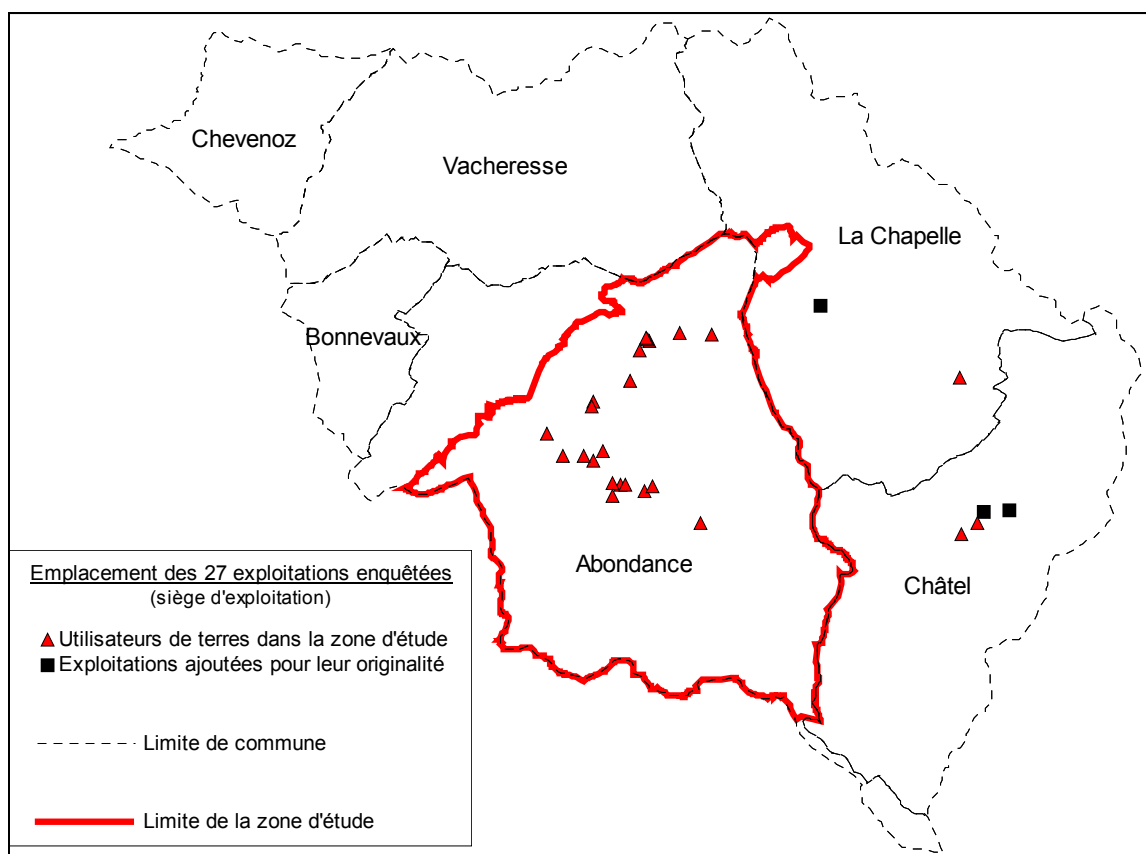 Chevenoz
Vacheresse
La Chapelle
Bonnevaux
Abondance
Châtel
Emplacement des 27 exploitations enquêtées
(siège d'exploitation)
Utilisateurs de terres dans la zone d'étude
Exploitations ajoutées pour leur originalité
Limite de commune
Limite de la zone d'étude